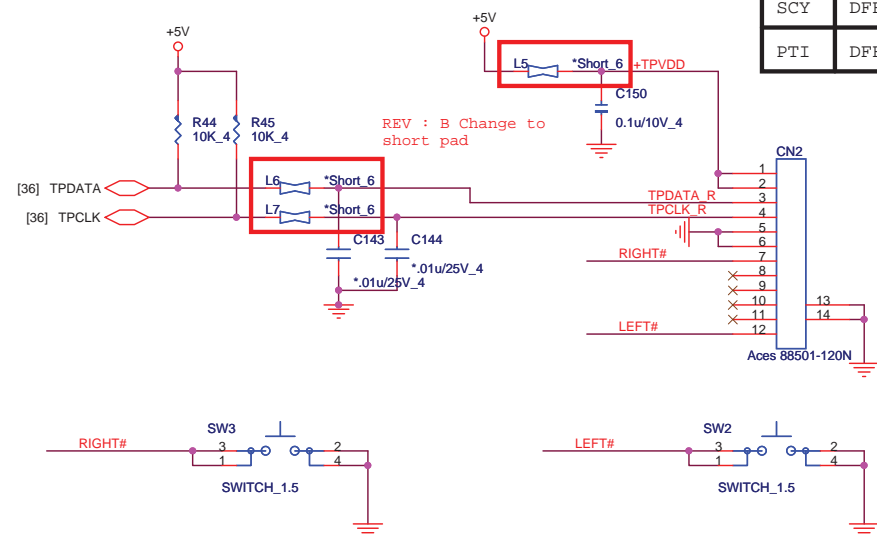 SCY DFH
PTI DFH
+5V
+5V
L5 *Short_6 +TPVDD
C150
0.1u/10V_4
R44
10K_4
R45
10K_4
REV : B Change to
short pad
CN2
[36] TPDATA
L6 *Short_6
[36] TPCLK
L7 *Short_6
TPDATA_R
TPCLK_R
C143
*.01u/25V_4
C144
*.01u/25V_4
RIGHT#
LEFT#
1
2
3
4
5
6
7
8
9
10
11
12
13
14
Aces 88501-120N
RIGHT#
SW3
3
1
2
4
SWITCH_1.5
LEFT#
SW2
3
1
2
4
SWITCH_1.5